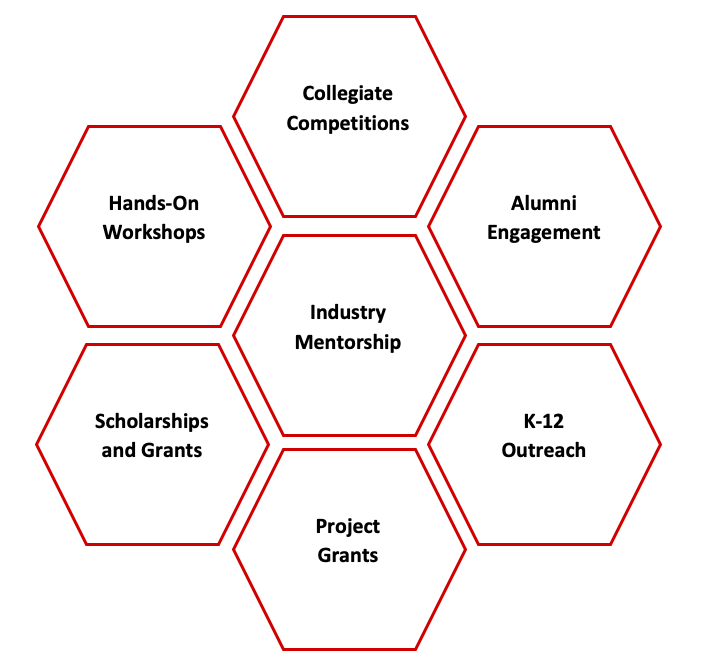 Collegiate
Competitions
Hands-On
Workshops
Alumni
Engagement
Industry
Mentorship
Scholarships
and Grants
K-12
Outreach
Project
Grants